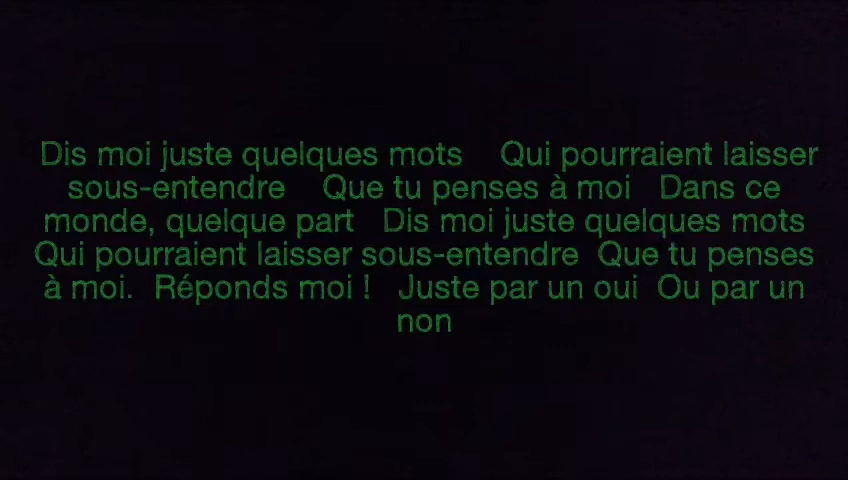 Dis moi juste quelques mots    Qui pourraient laisser
sous-entendre    Que tu penses à moi   Dans ce
monde, quelque part   Dis moi juste quelques mots
Qui pourraient laisser sous-entendre  Que tu penses
à moi.  Réponds moi !   Juste par un oui  Ou par un
non